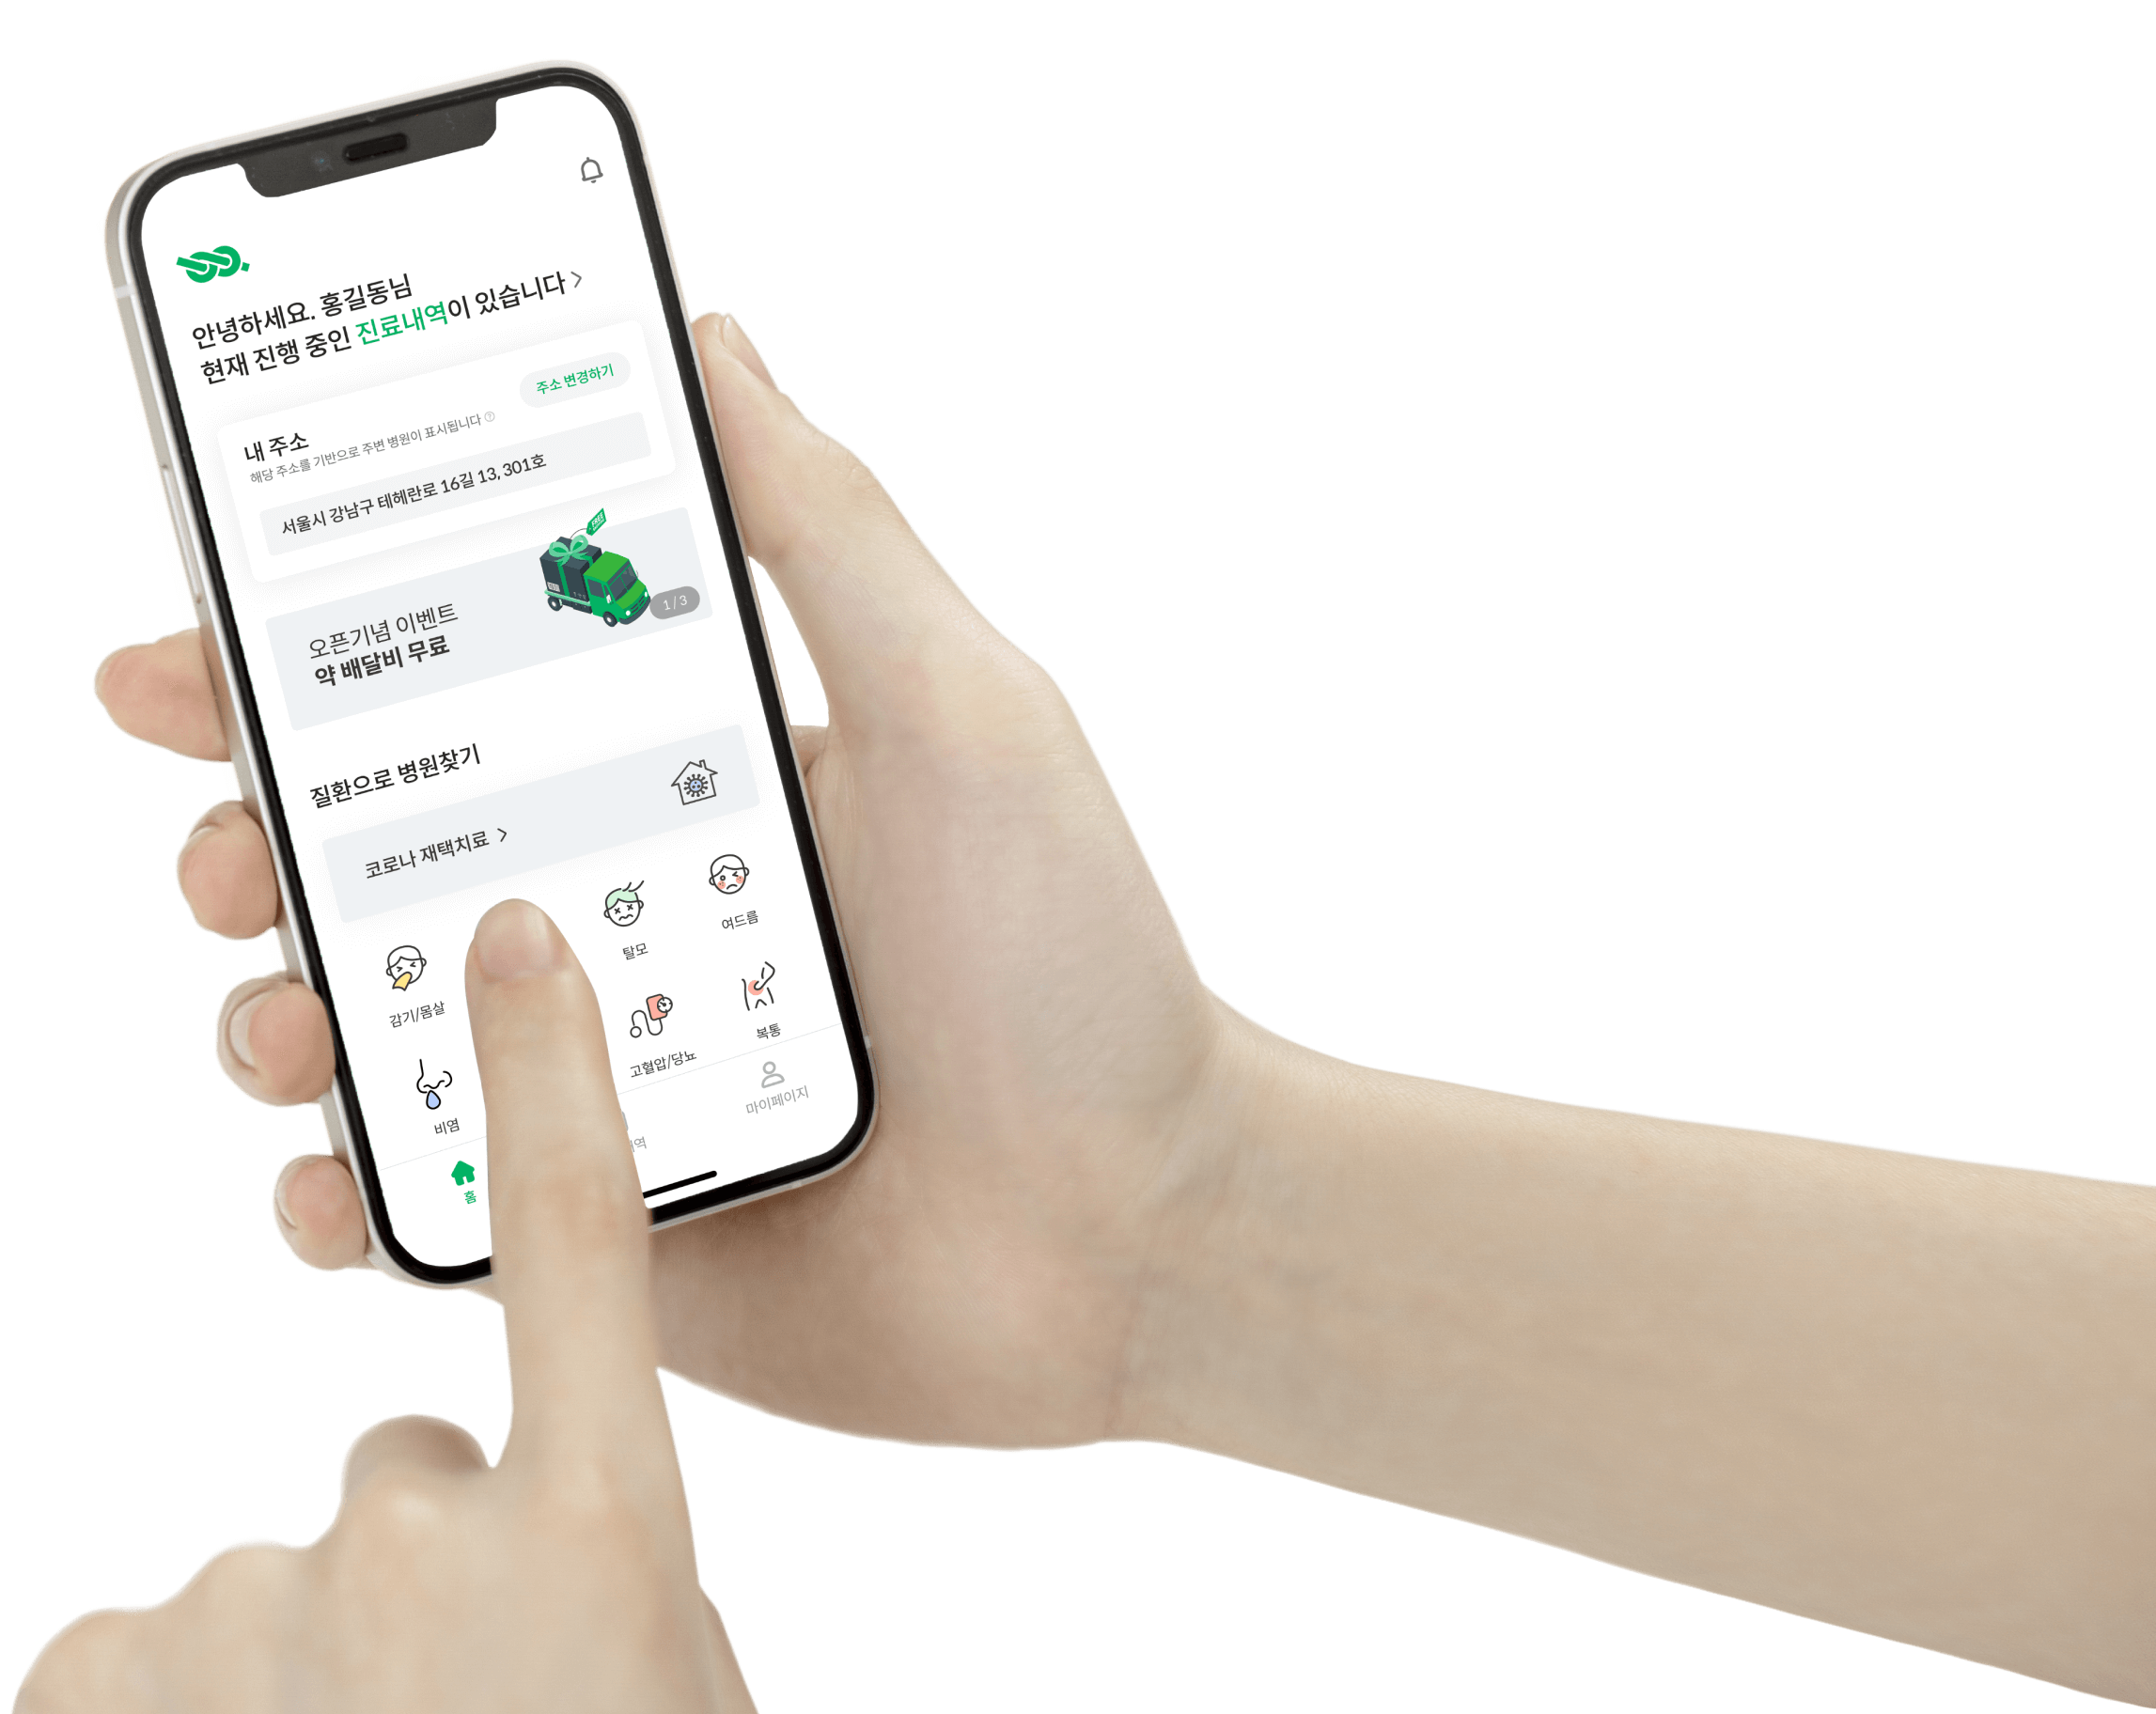 안녕하세요. 홍길동님
현재 진행 중인 진료내역이 있습니다 >
내 주소
주소 변경하기
해당 주소를 기반으로 주변 병원이 표시됩니다 ?
서울시 강남구 테헤란로 16길 13, 301호
FREE
오픈기념 이벤트
약 배달비 무료
1 / 3
질환으로 병원찾기
코로나 재택치료 >
감기/몸살
탈모
여드름
비염
고혈압/당뇨
복통
홈
마이페이지